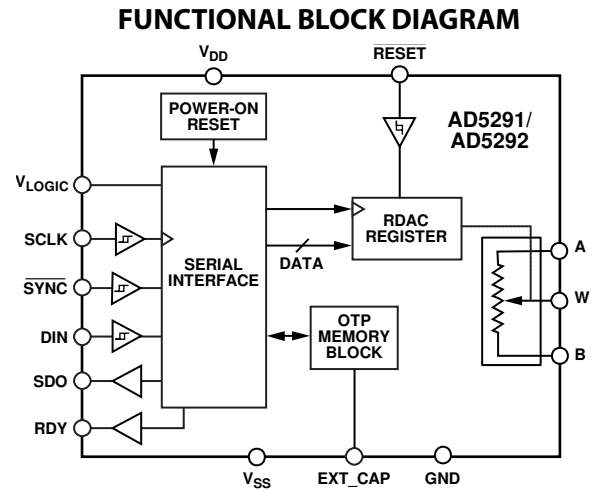 FUNCTIONAL BLOCK DIAGRAM
VDD
RESET
POWER-ON
RESET
AD5291/
AD5292
VLOGIC
SCLK
SYNC
DIN
SDO
RDY
SERIAL
INTERFACE
DATA
RDAC
REGISTER
OTP
MEMORY
BLOCK
A
W
B
VSS
EXT_CAP
GND